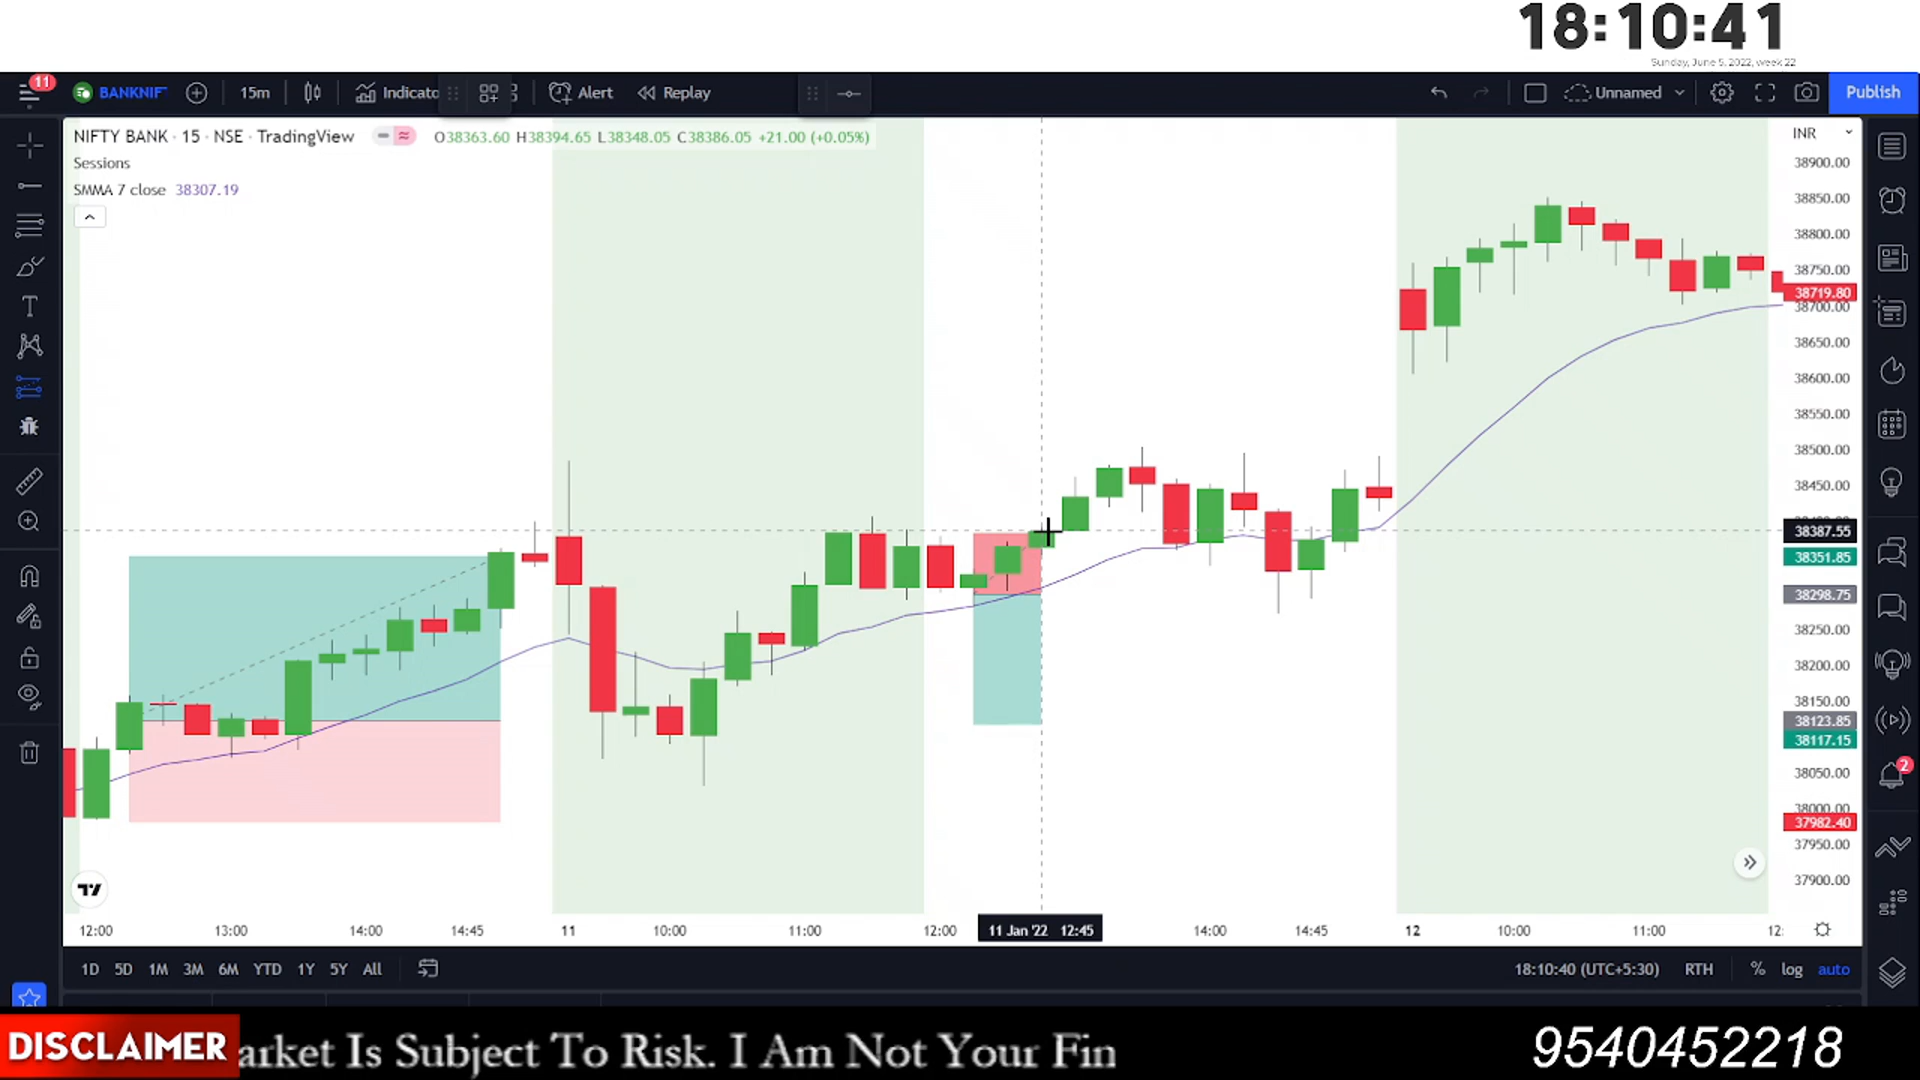 18:10:41
Sunday, June 5, 2022, week 22
11
BANKNIF
15m
Indicato
Alert
Replay
Unnamed
Publish
NIFTY BANK · 15 · NSE · TradingView
O38363.60 H38394.65 L38348.05 C38386.05 +21.00 (+0.05%)
INR
Sessions
SMMA 7 close 38307.19
38900.00
38850.00
38800.00
38750.00
38719.80
38700.00
38650.00
38600.00
38550.00
38500.00
38450.00
38387.55
38351.85
38298.75
38250.00
38200.00
38150.00
38123.85
38117.15
38050.00
38000.00
37982.40
37950.00
37900.00
2
12:00 13:00 14:00 14:45 11 10:00 11:00 12:00 11 Jan '22 12:45 14:00 14:45 12 10:00 11:00 12:
1D 5D 1M 3M 6M YTD 1Y 5Y All
18:10:40 (UTC+5:30) RTH % log auto
DISCLAIMER
arket Is Subject To Risk. I Am Not Your Fin
9540452218